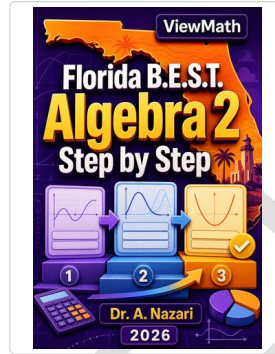 ViewMath
Florida B.E.S.T.
Algebra 2
Step by Step
1
2
3
Dr. A. Nazari
2026